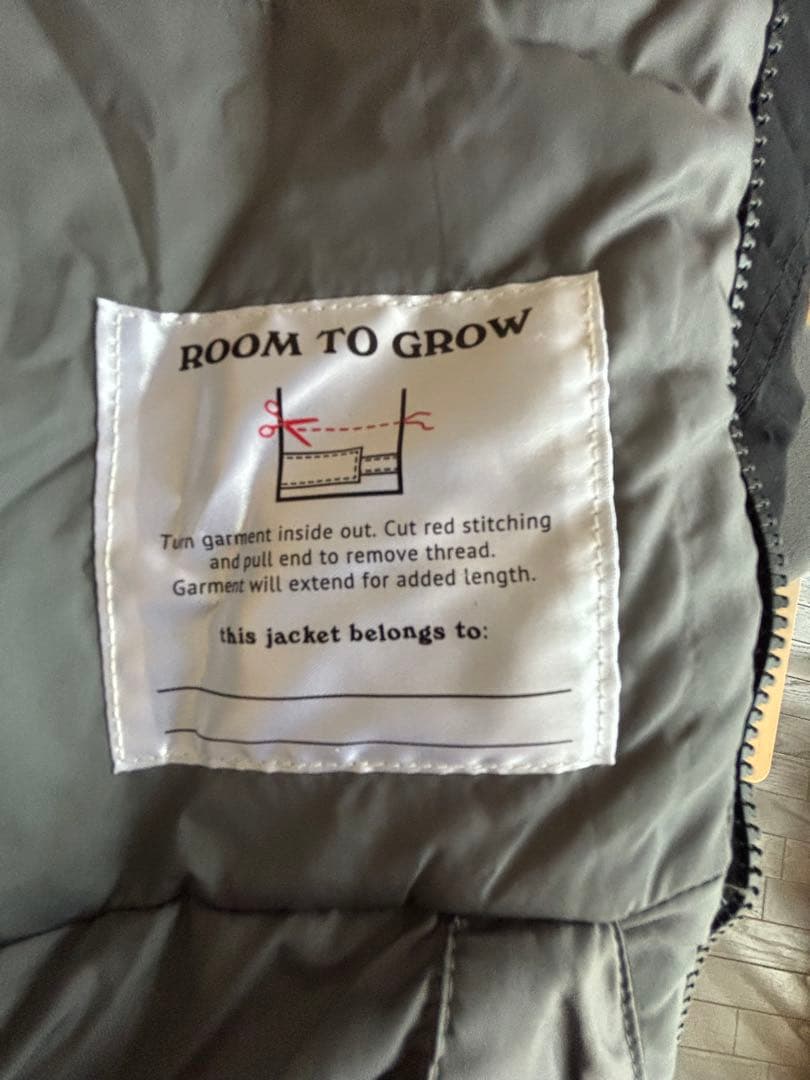 ROOM TO GROW
Turn garment inside out. Cut red stitching
and pull end to remove thread.
Garment will extend for added length.
this jacket belongs to: